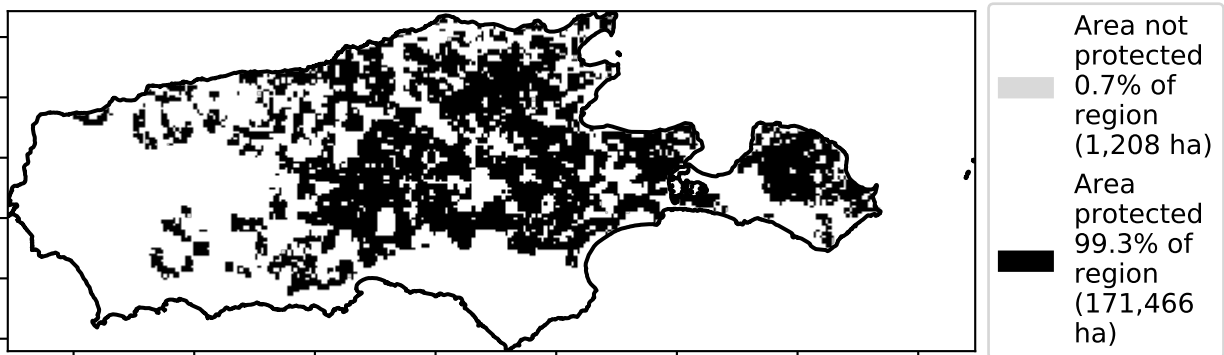 Area not
protected
0.7% of
region
(1,208 ha)
Area
protected
99.3% of
region
(171,466
ha)